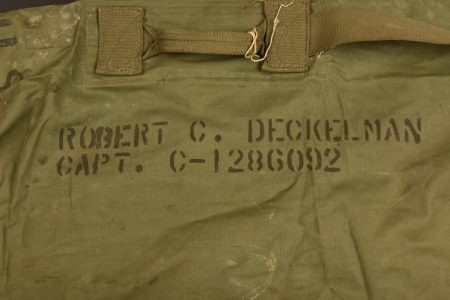 ROBERT C. DECKELMAN
CAPT. C-1286092